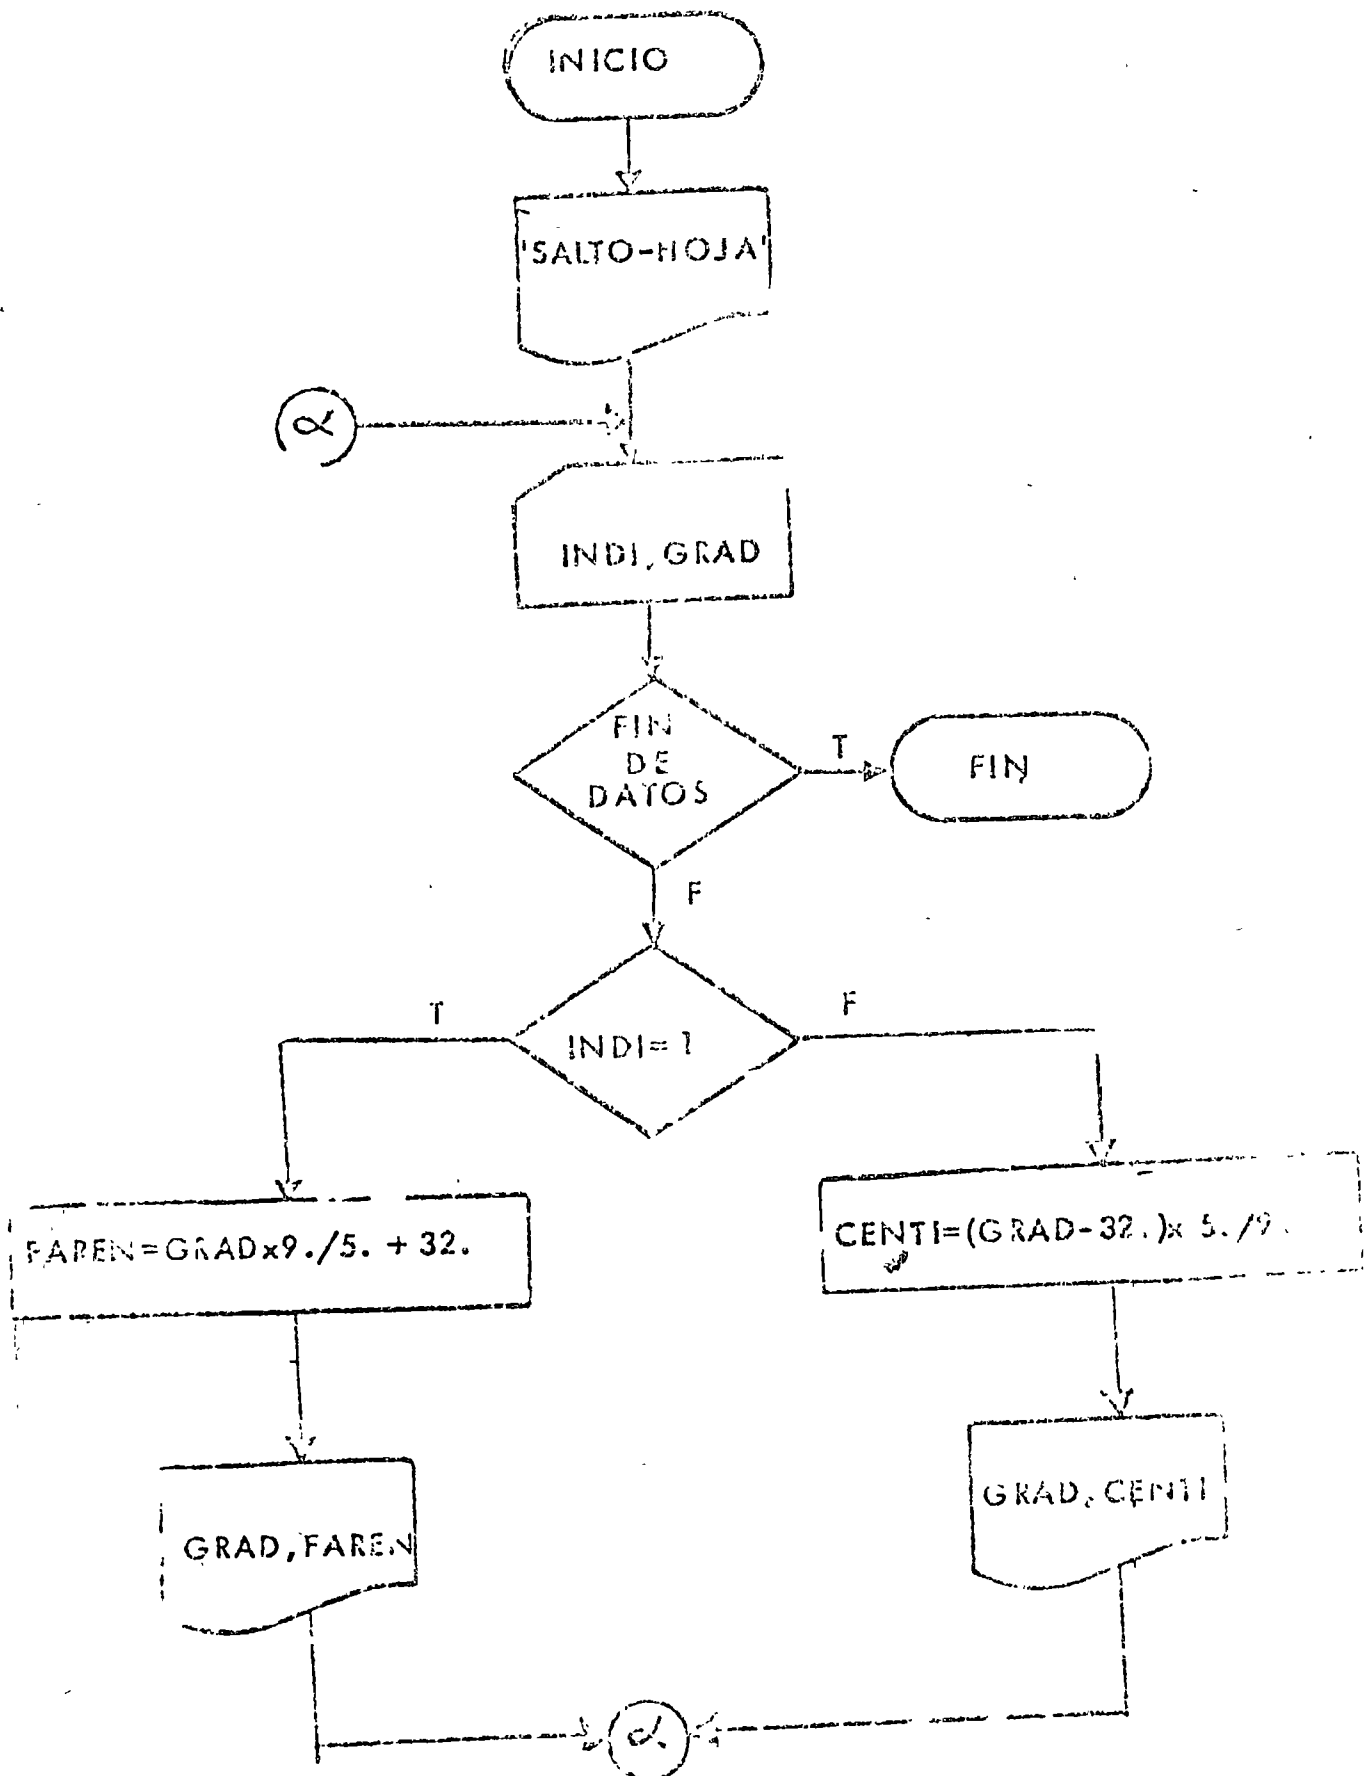 INICIO
'SALTO-HOJA'
α
INDI, GRAD
FIN
DE
DATOS
T
FIN
F
T
F
INDI=1
FAREN=GRADx9./5. + 32.
CENTI=(GRAD-32.)x 5./9.
GRAD, FAREN
GRAD, CENTI
α